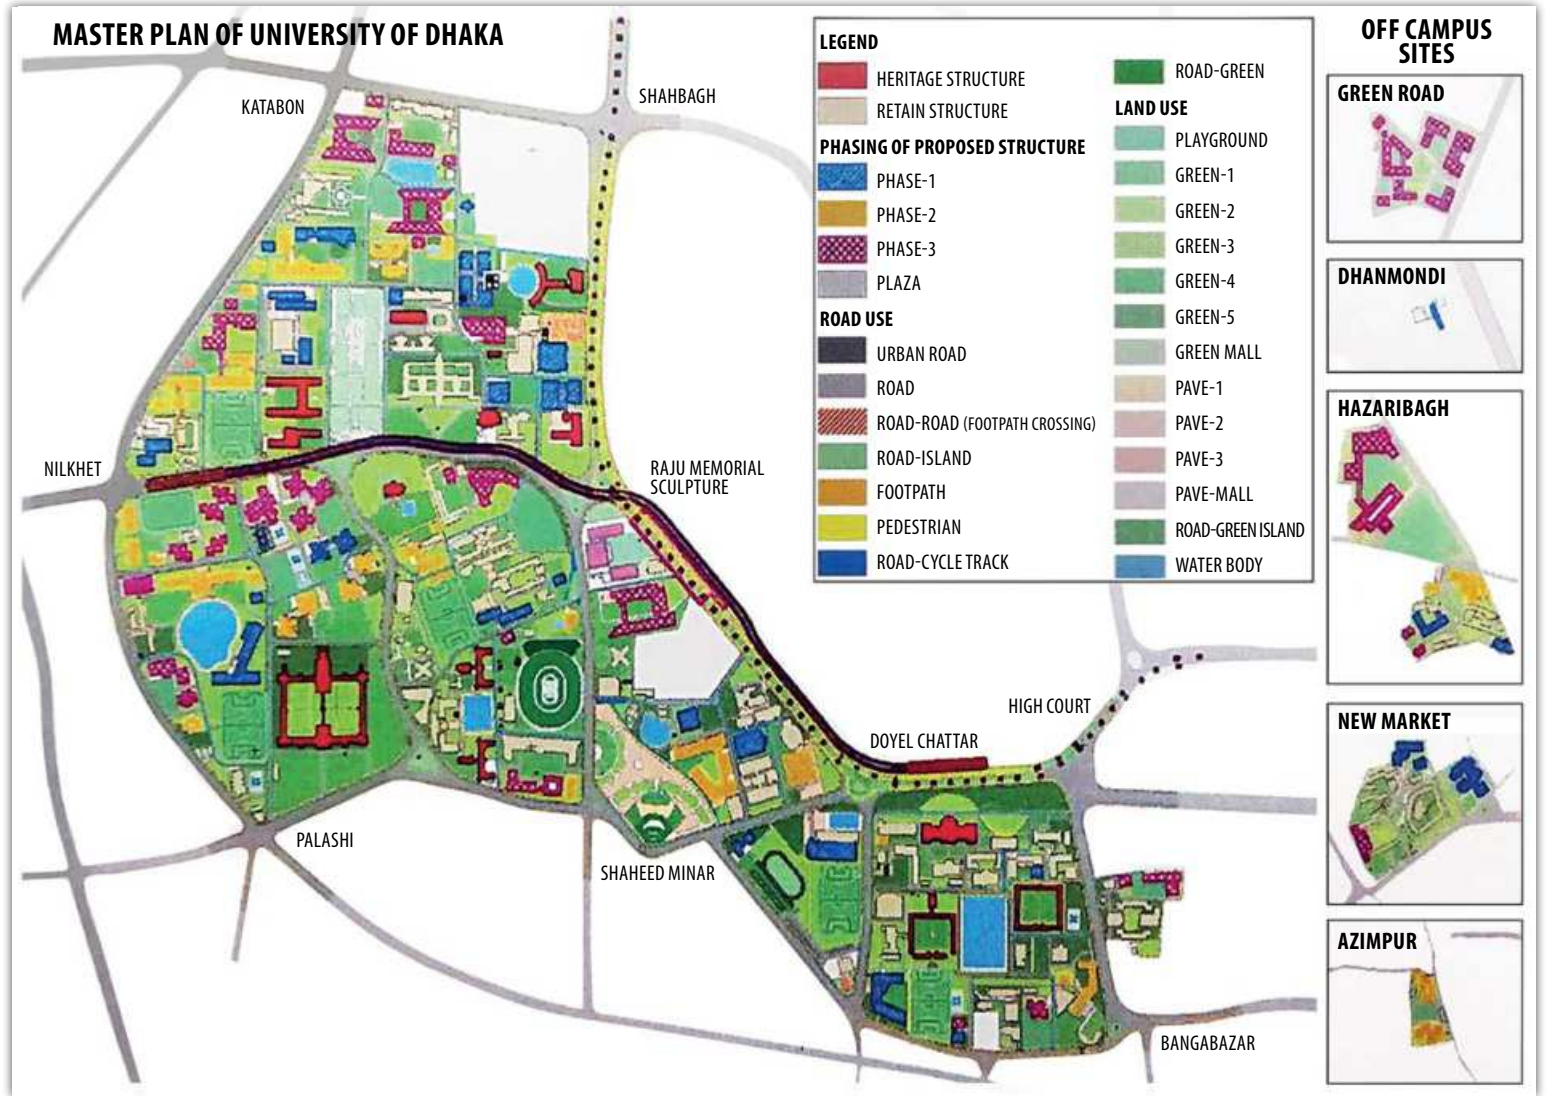 MASTER PLAN OF UNIVERSITY OF DHAKA
KATABON
SHAHBAGH
NILKHET
RAJU MEMORIAL
SCULPTURE
HIGH COURT
DOYEL CHATTAR
PALASHI
SHAHEED MINAR
BANGABAZAR
LEGEND
HERITAGE STRUCTURE
RETAIN STRUCTURE
PHASING OF PROPOSED STRUCTURE
PHASE-1
PHASE-2
PHASE-3
PLAZA
ROAD USE
URBAN ROAD
ROAD
ROAD-ROAD (FOOTPATH CROSSING)
ROAD-ISLAND
FOOTPATH
PEDESTRIAN
ROAD-CYCLE TRACK
ROAD-GREEN
LAND USE
PLAYGROUND
GREEN-1
GREEN-2
GREEN-3
GREEN-4
GREEN-5
GREEN MALL
PAVE-1
PAVE-2
PAVE-3
PAVE-MALL
ROAD-GREEN ISLAND
WATER BODY
OFF CAMPUS
SITES
GREEN ROAD
DHANMONDI
HAZARIBAGH
NEW MARKET
AZIMPUR